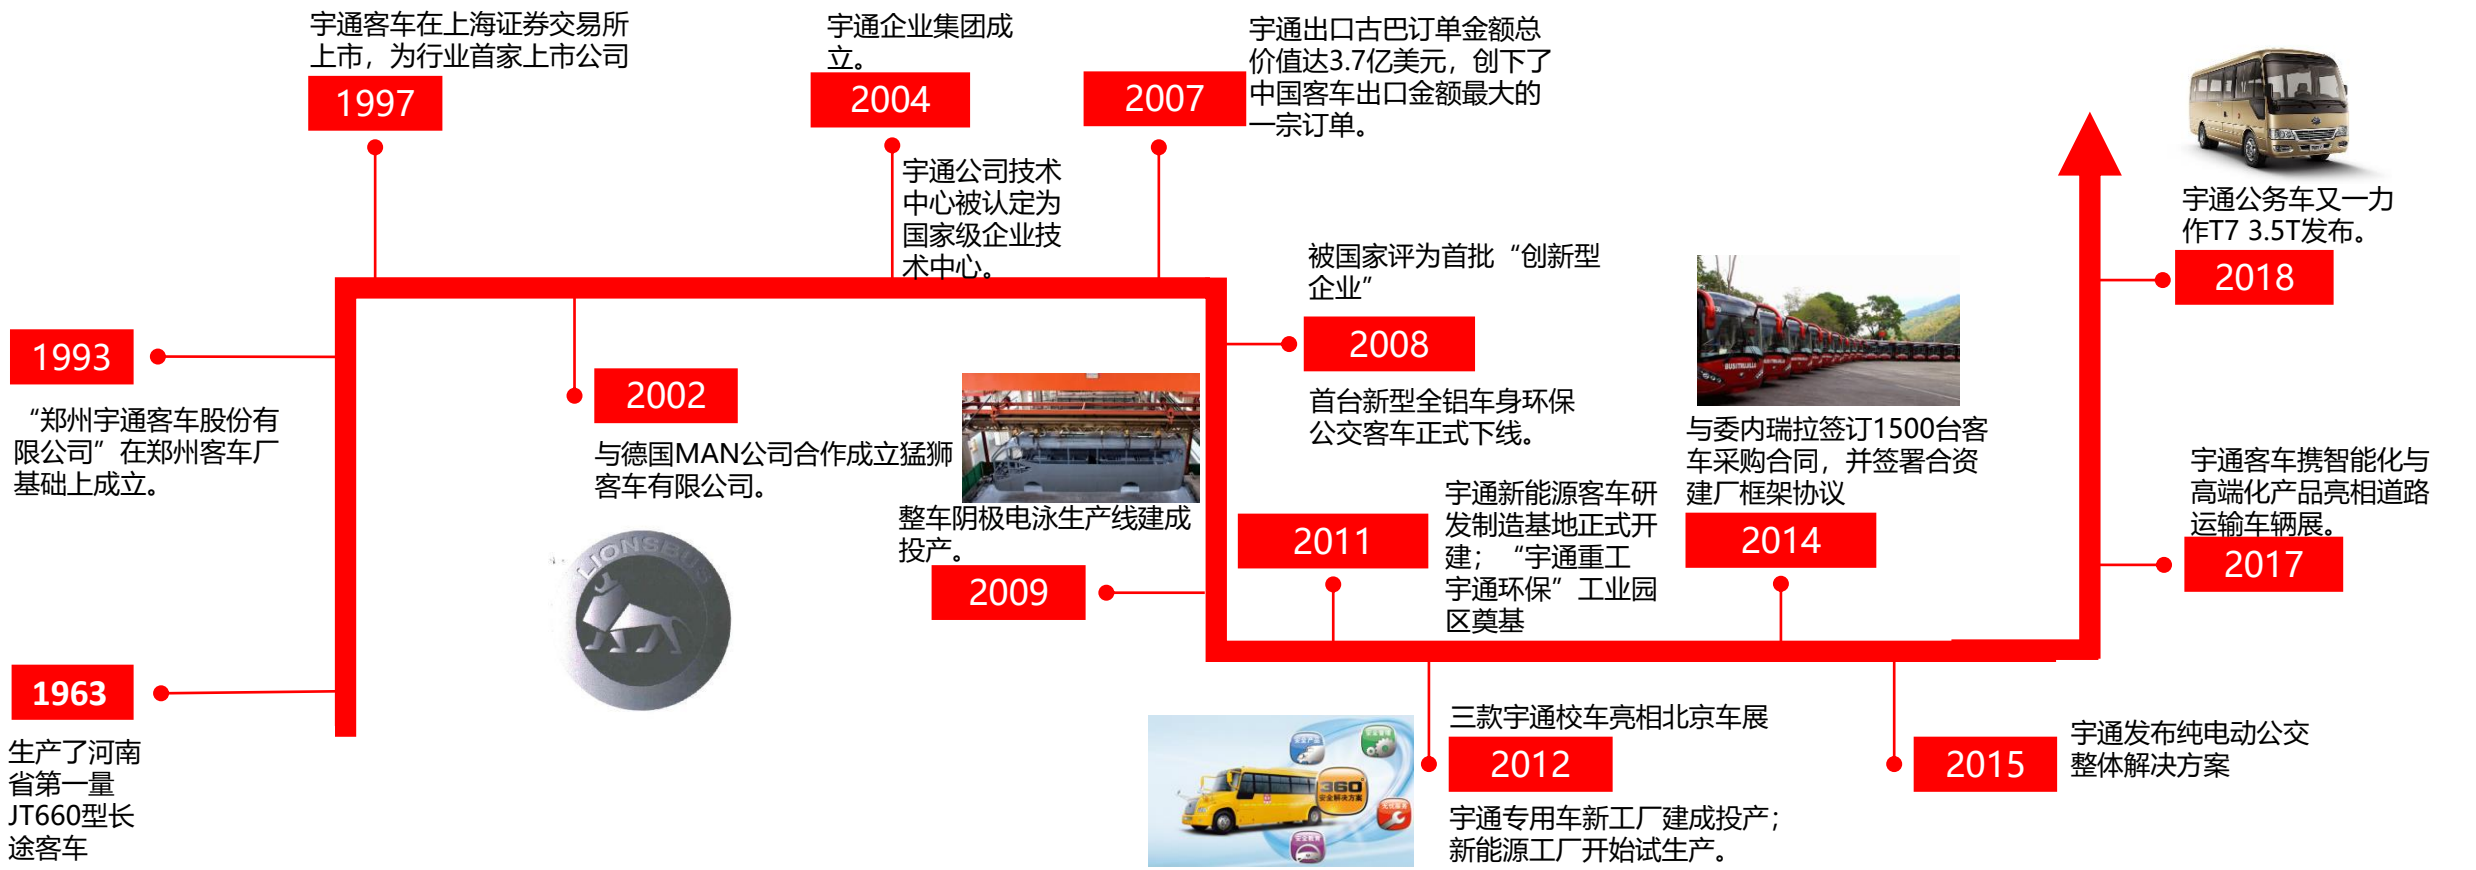 1963
生产了河南
省第一量
JT660型长
途客车
1993
“郑州宇通客车股份有
限公司”在郑州客车厂
基础上成立。
宇通客车在上海证券交易所
上市，为行业首家上市公司
1997
2002
与德国MAN公司合作成立猛狮
客车有限公司。
LIONSBUS
宇通企业集团成
立。
2004
宇通公司技术
中心被认定为
国家级企业技
术中心。
2007
宇通出口古巴订单金额总
价值达3.7亿美元，创下了
中国客车出口金额最大的
一宗订单。
被国家评为首批“创新型
企业”
2008
首台新型全铝车身环保
公交客车正式下线。
整车阴极电泳生产线建成
投产。
2009
2011
宇通新能源客车研
发制造基地正式开
建；“宇通重工
宇通环保”工业园
区奠基
三款宇通校车亮相北京车展
2012
宇通专用车新工厂建成投产；
新能源工厂开始试生产。
360°
安全解决方案
与委内瑞拉签订1500台客
车采购合同，并签署合资
建厂框架协议
2014
2015
宇通发布纯电动公交
整体解决方案
宇通客车携智能化与
高端化产品亮相道路
运输车辆展。
2017
宇通公务车又一力
作T7 3.5T发布。
2018